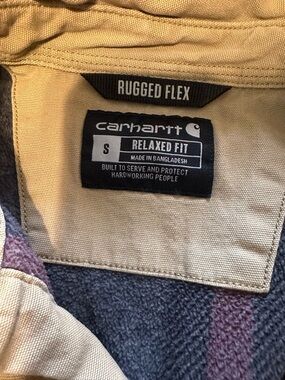 RUGGED FLEX
carhartt
S
RELAXED FIT
MADE IN BANGLADESH
BUILT TO SERVE AND PROTECT
HARDWORKING PEOPLE